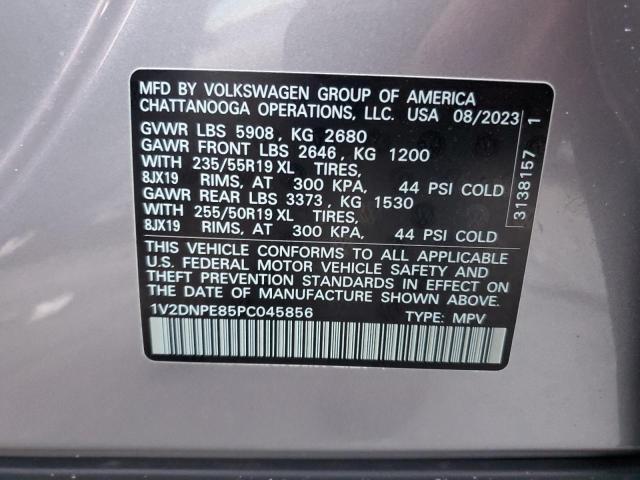 MFD BY VOLKSWAGEN GROUP OF AMERICA
CHATTANOOGA OPERATIONS, LLC. USA 08/2023
GVWR LBS 5908, KG 2680
GAWR FRONT LBS 2646, KG 1200
WITH 235/55R19 XL TIRES,
8JX19 RIMS, AT 300 KPA, 44 PSI COLD
GAWR REAR LBS 3373, KG 1530
WITH 255/50R19 XL TIRES,
8JX19 RIMS, AT 300 KPA, 44 PSI COLD
THIS VEHICLE CONFORMS TO ALL APPLICABLE
U.S. FEDERAL MOTOR VEHICLE SAFETY AND
THEFT PREVENTION STANDARDS IN EFFECT ON
THE DATE OF MANUFACTURE SHOWN ABOVE.
1V2DNPE85PC045856 TYPE: MPV
3138157 1